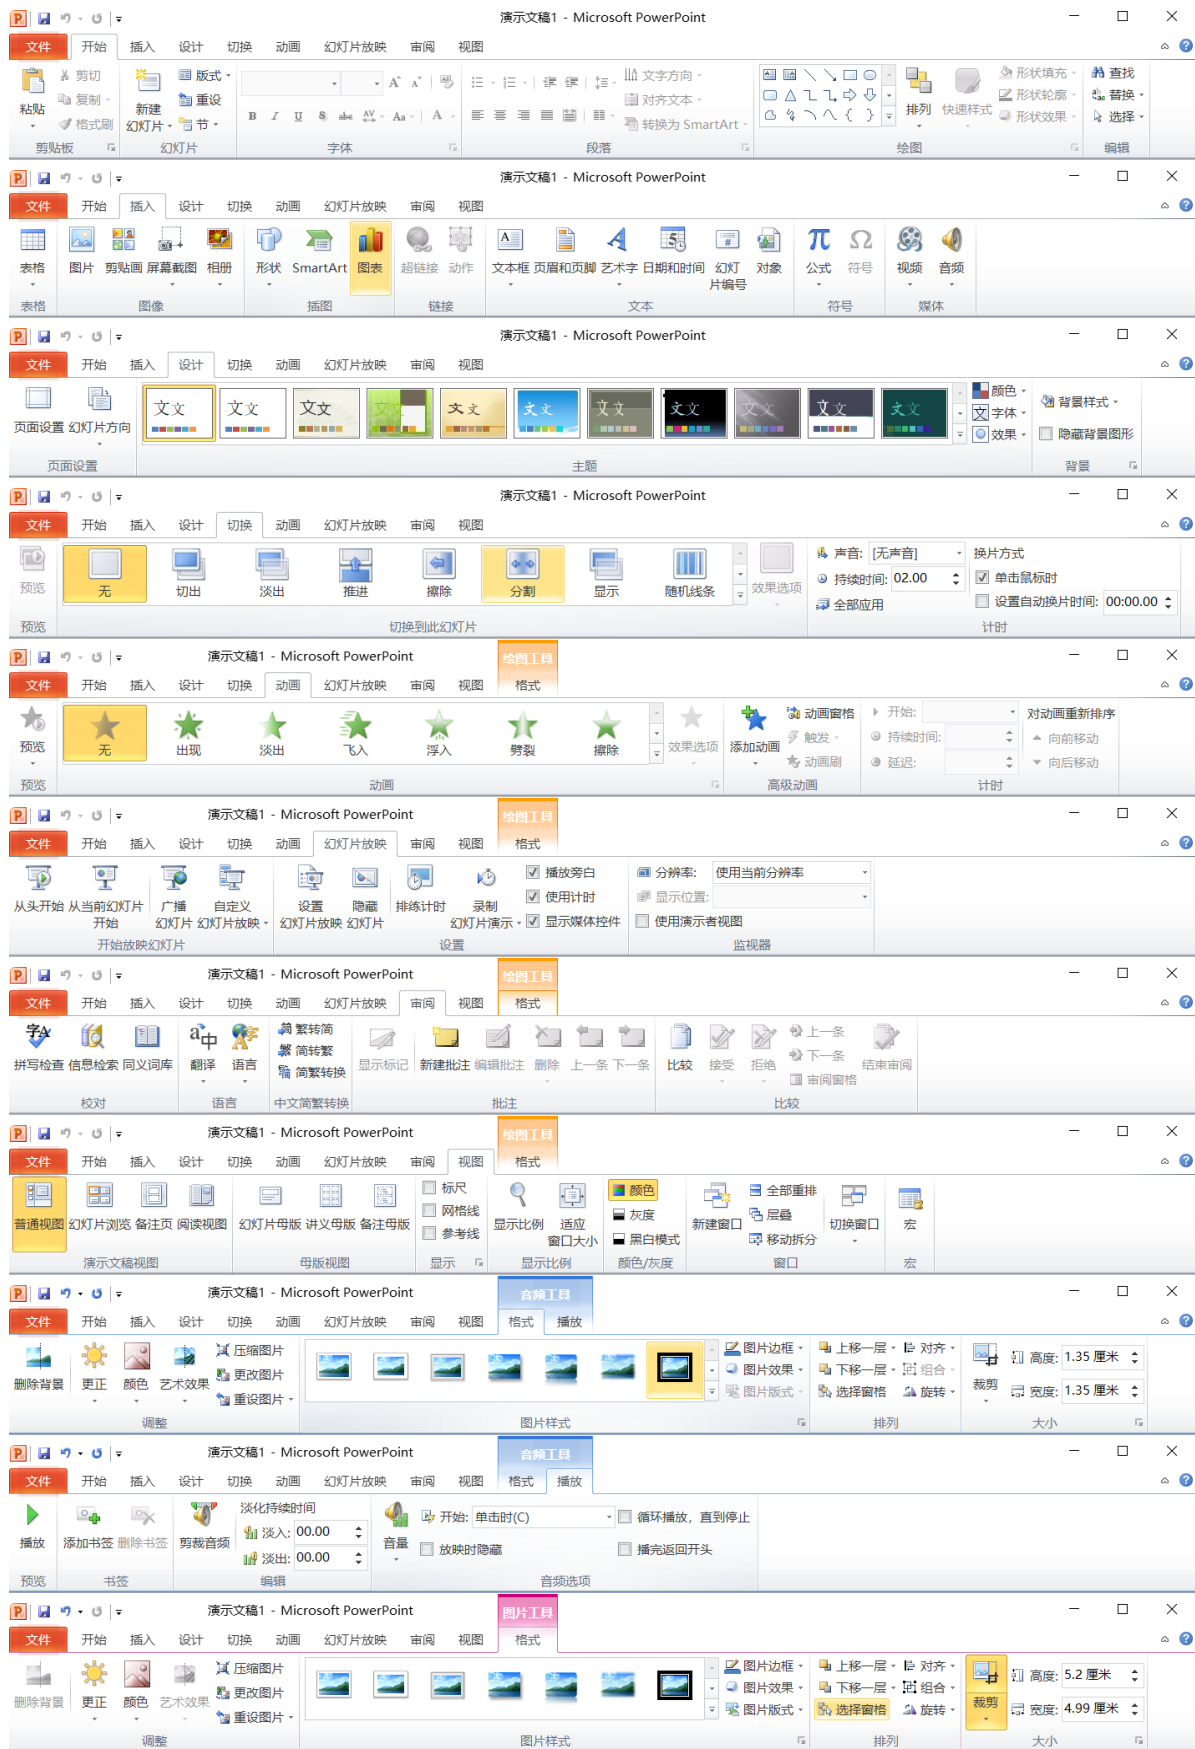 演示文稿1 - Microsoft PowerPoint
文件 开始 插入 设计 切换 动画 幻灯片放映 审阅 视图
剪切 版式 文字方向 形状填充 查找
粘贴 复制 新建 重设 对齐文本 排列 快速样式 形状轮廓 替换
格式刷 幻灯片 节 B I U S abc AV Aa A 转换为 SmartArt 形状效果 选择
剪贴板 幻灯片 字体 段落 绘图 编辑
演示文稿1 - Microsoft PowerPoint
文件 开始 插入 设计 切换 动画 幻灯片放映 审阅 视图
表格 图片 剪贴画 屏幕截图 相册 形状 SmartArt 图表 超链接 动作 文本框 页眉和页脚 艺术字 日期和时间 幻灯片编号 对象 公式 符号 视频 音频
表格 图像 插图 链接 文本 符号 媒体
演示文稿1 - Microsoft PowerPoint
文件 开始 插入 设计 切换 动画 幻灯片放映 审阅 视图
颜色 背景样式
页面设置 幻灯片方向 文文 文文 文文 文文 文文 文文 文文 文文 文文 文文 文文 文 字体
效果 隐藏背景图形
页面设置 主题 背景
演示文稿1 - Microsoft PowerPoint
文件 开始 插入 设计 切换 动画 幻灯片放映 审阅 视图
声音: [无声音] 换片方式
预览 无 切出 淡出 推进 擦除 分割 显示 随机线条 效果选项 持续时间: 02.00 单击鼠标时
全部应用 设置自动换片时间: 00:00.00
预览 切换到此幻灯片 计时
演示文稿1 - Microsoft PowerPoint 绘图工具
文件 开始 插入 设计 切换 动画 幻灯片放映 审阅 视图 格式
动画窗格 开始: 对动画重新排序
预览 无 出现 淡出 飞入 浮入 劈裂 擦除 效果选项 添加动画 触发 持续时间: 向前移动
动画刷 延迟: 向后移动
预览 动画 高级动画 计时
演示文稿1 - Microsoft PowerPoint 绘图工具
文件 开始 插入 设计 切换 动画 幻灯片放映 审阅 视图 格式
播放旁白 分辨率: 使用当前分辨率
从头开始 从当前幻灯片开始 广播幻灯片 自定义幻灯片放映 设置幻灯片放映 隐藏幻灯片 排练计时 录制幻灯片演示 使用计时 显示位置:
显示媒体控件 使用演示者视图
开始放映幻灯片 设置 监视器
演示文稿1 - Microsoft PowerPoint 绘图工具
文件 开始 插入 设计 切换 动画 幻灯片放映 审阅 视图 格式
繁转简 上一条
拼写检查 信息检索 同义词库 翻译 语言 简转繁 显示标记 新建批注 编辑批注 删除 上一条 下一条 比较 接受 拒绝 下一条 结束审阅
简繁转换 审阅窗格
校对 语言 中文简繁转换 批注 比较
演示文稿1 - Microsoft PowerPoint 绘图工具
文件 开始 插入 设计 切换 动画 幻灯片放映 审阅 视图 格式
标尺 颜色 全部重排
普通视图 幻灯片浏览 备注页 阅读视图 幻灯片母版 讲义母版 备注母版 网格线 显示比例 适应窗口大小 灰度 新建窗口 层叠 切换窗口 宏
参考线 黑白模式 移动拆分
演示文稿视图 母版视图 显示 显示比例 颜色/灰度 窗口 宏
演示文稿1 - Microsoft PowerPoint 音频工具
文件 开始 插入 设计 切换 动画 幻灯片放映 审阅 视图 格式 播放
压缩图片 图片边框 上移一层 对齐 高度: 1.35 厘米
删除背景 更正 颜色 艺术效果 更改图片 图片效果 下移一层 组合 裁剪
重设图片 图片版式 选择窗格 旋转 宽度: 1.35 厘米
调整 图片样式 排列 大小
演示文稿1 - Microsoft PowerPoint 音频工具
文件 开始 插入 设计 切换 动画 幻灯片放映 审阅 视图 格式 播放
淡化持续时间 开始: 单击时(C) 循环播放，直到停止
播放 添加书签 删除书签 剪裁音频 淡入: 00.00 音量
淡出: 00.00 放映时隐藏 播完返回开头
预览 书签 编辑 音频选项
演示文稿1 - Microsoft PowerPoint 图片工具
文件 开始 插入 设计 切换 动画 幻灯片放映 审阅 视图 格式
压缩图片 图片边框 上移一层 对齐 高度: 5.2 厘米
删除背景 更正 颜色 艺术效果 更改图片 图片效果 下移一层 组合 裁剪
重设图片 图片版式 选择窗格 旋转 宽度: 4.99 厘米
调整 图片样式 排列 大小